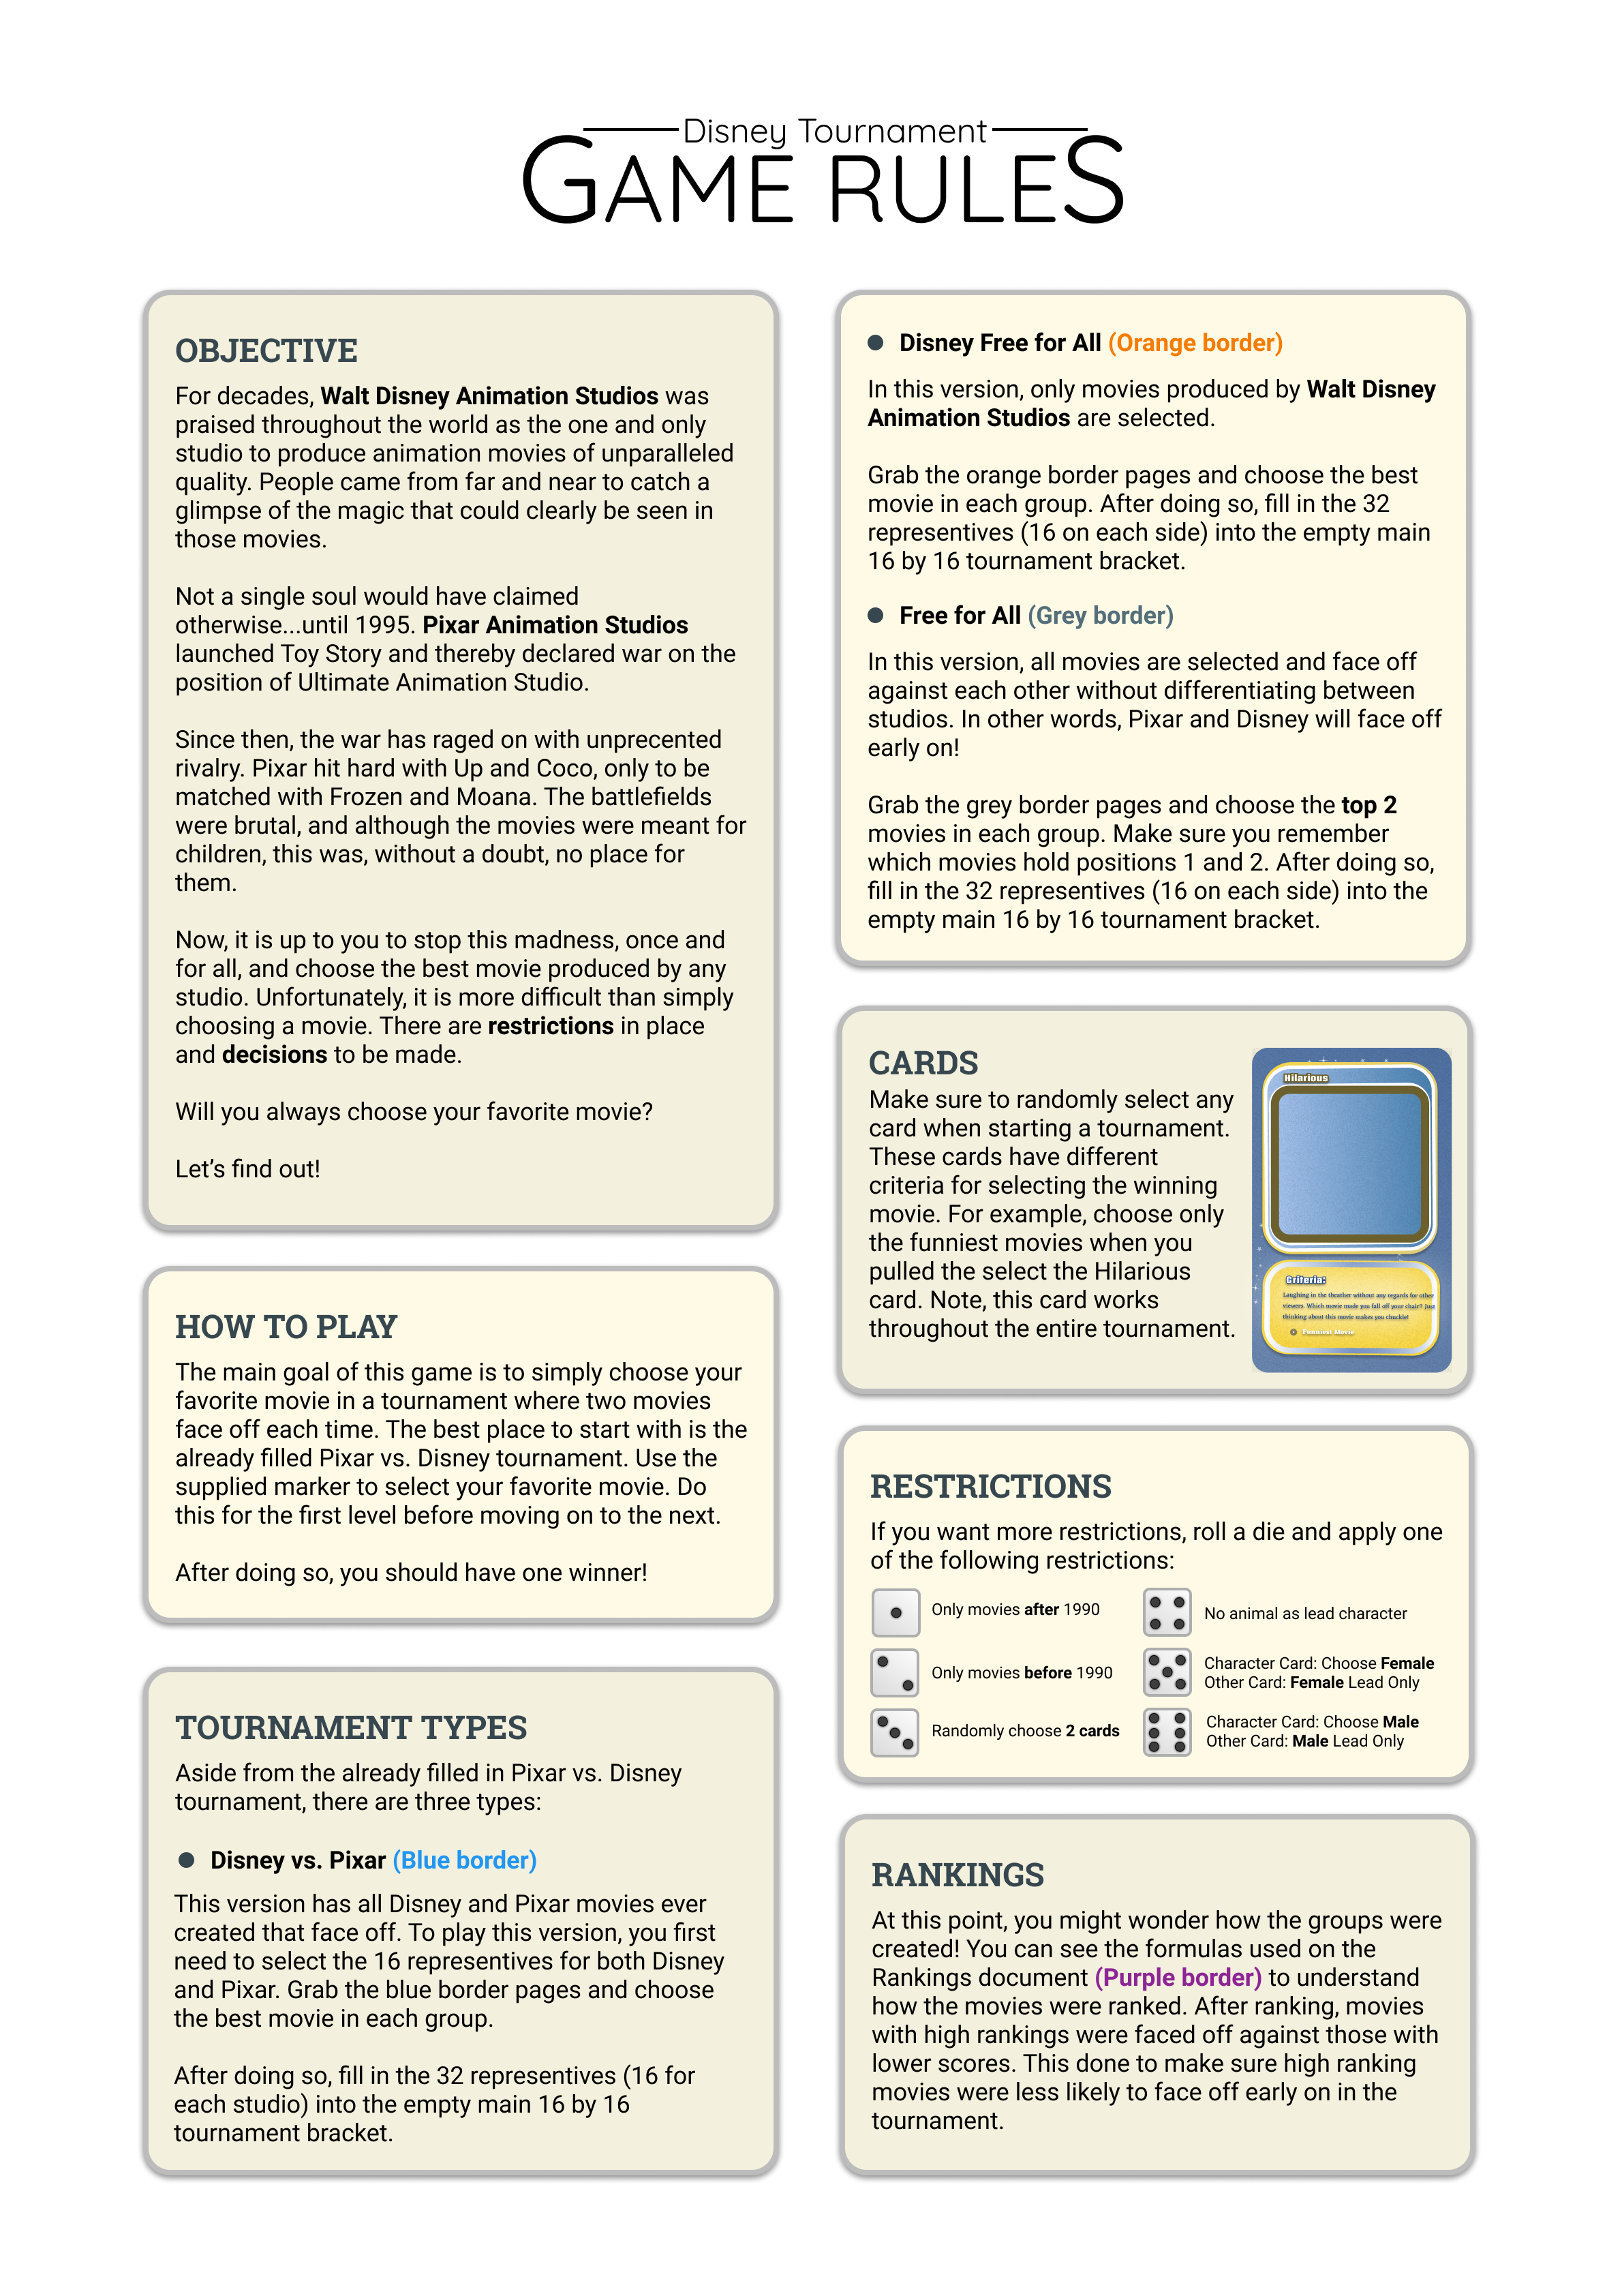 Disney Tournament
GAME RULES
OBJECTIVE
For decades, Walt Disney Animation Studios was
praised throughout the world as the one and only
studio to produce animation movies of unparalleled
quality. People came from far and near to catch a
glimpse of the magic that could clearly be seen in
those movies.
Not a single soul would have claimed
otherwise...until 1995. Pixar Animation Studios
launched Toy Story and thereby declared war on the
position of Ultimate Animation Studio.
Since then, the war has raged on with unprecented
rivalry. Pixar hit hard with Up and Coco, only to be
matched with Frozen and Moana. The battlefields
were brutal, and although the movies were meant for
children, this was, without a doubt, no place for
them.
Now, it is up to you to stop this madness, once and
for all, and choose the best movie produced by any
studio. Unfortunately, it is more difficult than simply
choosing a movie. There are restrictions in place
and decisions to be made.
Will you always choose your favorite movie?
Let's find out!
HOW TO PLAY
The main goal of this game is to simply choose your
favorite movie in a tournament where two movies
face off each time. The best place to start with is the
already filled Pixar vs. Disney tournament. Use the
supplied marker to select your favorite movie. Do
this for the first level before moving on to the next.
After doing so, you should have one winner!
TOURNAMENT TYPES
Aside from the already filled in Pixar vs. Disney
tournament, there are three types:
● Disney vs. Pixar (Blue border)
This version has all Disney and Pixar movies ever
created that face off. To play this version, you first
need to select the 16 representives for both Disney
and Pixar. Grab the blue border pages and choose
the best movie in each group.
After doing so, fill in the 32 representives (16 for
each studio) into the empty main 16 by 16
tournament bracket.
● Disney Free for All (Orange border)
In this version, only movies produced by Walt Disney
Animation Studios are selected.
Grab the orange border pages and choose the best
movie in each group. After doing so, fill in the 32
representives (16 on each side) into the empty main
16 by 16 tournament bracket.
● Free for All (Grey border)
In this version, all movies are selected and face off
against each other without differentiating between
studios. In other words, Pixar and Disney will face off
early on!
Grab the grey border pages and choose the top 2
movies in each group. Make sure you remember
which movies hold positions 1 and 2. After doing so,
fill in the 32 representives (16 on each side) into the
empty main 16 by 16 tournament bracket.
CARDS
Make sure to randomly select any
card when starting a tournament.
These cards have different
criteria for selecting the winning
movie. For example, choose only
the funniest movies when you
pulled the select the Hilarious
card. Note, this card works
throughout the entire tournament.
Hilarious
Criteria:
Laughing in the theather without any regards for other
viewers. Which movie made you fall off your chair? Just
thinking about this movie makes you chuckle!
Funniest Movie
RESTRICTIONS
If you want more restrictions, roll a die and apply one
of the following restrictions:
Only movies after 1990
Only movies before 1990
Randomly choose 2 cards
No animal as lead character
Character Card: Choose Female
Other Card: Female Lead Only
Character Card: Choose Male
Other Card: Male Lead Only
RANKINGS
At this point, you might wonder how the groups were
created! You can see the formulas used on the
Rankings document (Purple border) to understand
how the movies were ranked. After ranking, movies
with high rankings were faced off against those with
lower scores. This done to make sure high ranking
movies were less likely to face off early on in the
tournament.